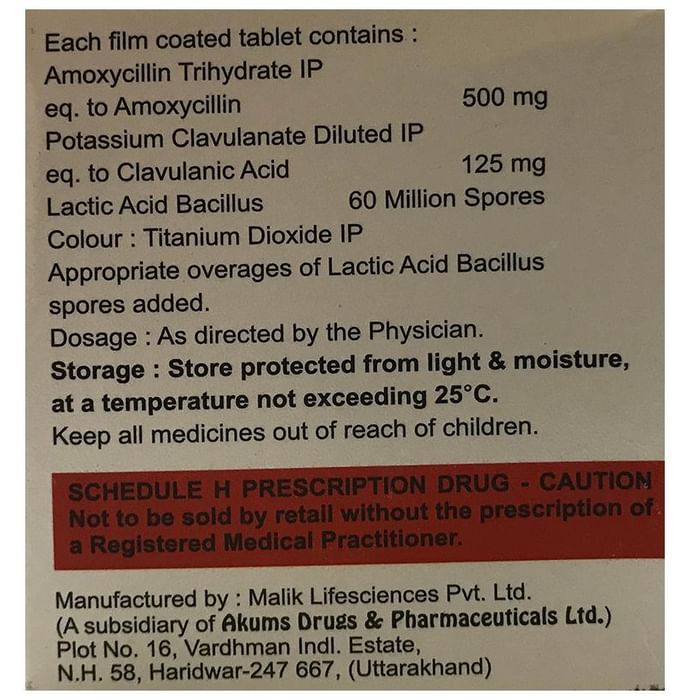 Each film coated tablet contains :
Amoxycillin Trihydrate IP
eq. to Amoxycillin 500 mg
Potassium Clavulanate Diluted IP
eq. to Clavulanic Acid 125 mg
Lactic Acid Bacillus 60 Million Spores
Colour : Titanium Dioxide IP
Appropriate overages of Lactic Acid Bacillus
spores added.
Dosage : As directed by the Physician.
Storage : Store protected from light & moisture,
at a temperature not exceeding 25°C.
Keep all medicines out of reach of children.
SCHEDULE H PRESCRIPTION DRUG - CAUTION
Not to be sold by retail without the prescription of
a Registered Medical Practitioner.
Manufactured by : Malik Lifesciences Pvt. Ltd.
(A subsidiary of Akums Drugs & Pharmaceuticals Ltd.)
Plot No. 16, Vardhman Indl. Estate,
N.H. 58, Haridwar-247 667, (Uttarakhand)